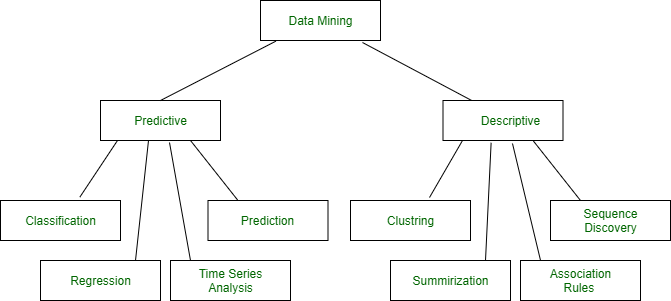 Data Mining
Predictive
Descriptive
Classification
Prediction
Clustring
Sequence
Discovery
Regression
Time Series
Analysis
Summirization
Association
Rules